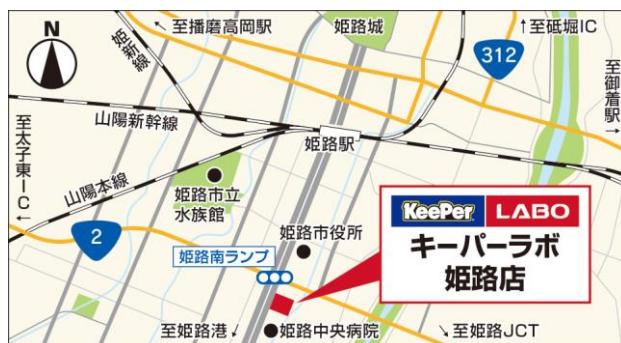 N
↖至播磨高岡駅
姫路城
↑至砥堀IC
姫新線
312
至御着駅→
山陽新幹線
姫路駅
至太子東IC←
山陽本線
姫路市立
水族館
KeePer LABO
キーパーラボ
姫路店
2
姫路市役所
姫路南ランプ
至姫路港↙
姫路中央病院
↘至姫路JCT